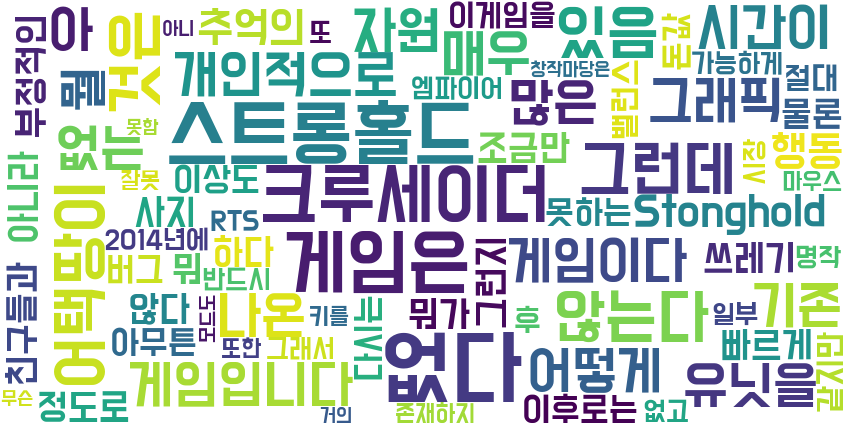 부정적인
아
뭘
것은
아니
추억의
또
자원
이게임을
매우
엠파이어
있음
창작마당은
밸런스
돈값
시간이
가능하게
절대
물론
개인적으로
많은
그래픽
못함
없는
스트롱홀드
조금만
시장
행동
마우스
아니라
잘못
이상도
크루세이더
그런데
어택땅이
사지
RTS
못하는
Stonghold
2014년에
하다
버그
뭐
반드시
게임은
그런지
게임이다
쓰레기
명작
친구들과
않다
모드도
나온
키를
다시금
뭐가
후
않는다
일부
기존
아무튼
또한
그래서
없다
어떻게
빠르게
같지만
무슨
정도로
게임입니다
거의
존재하지
이후로는
없고
유닛을